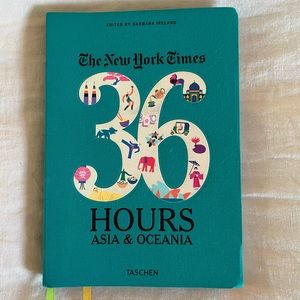 EDITED BY BARBARA IRELAND
The New York Times
36
HOURS
ASIA & OCEANIA
TASCHEN